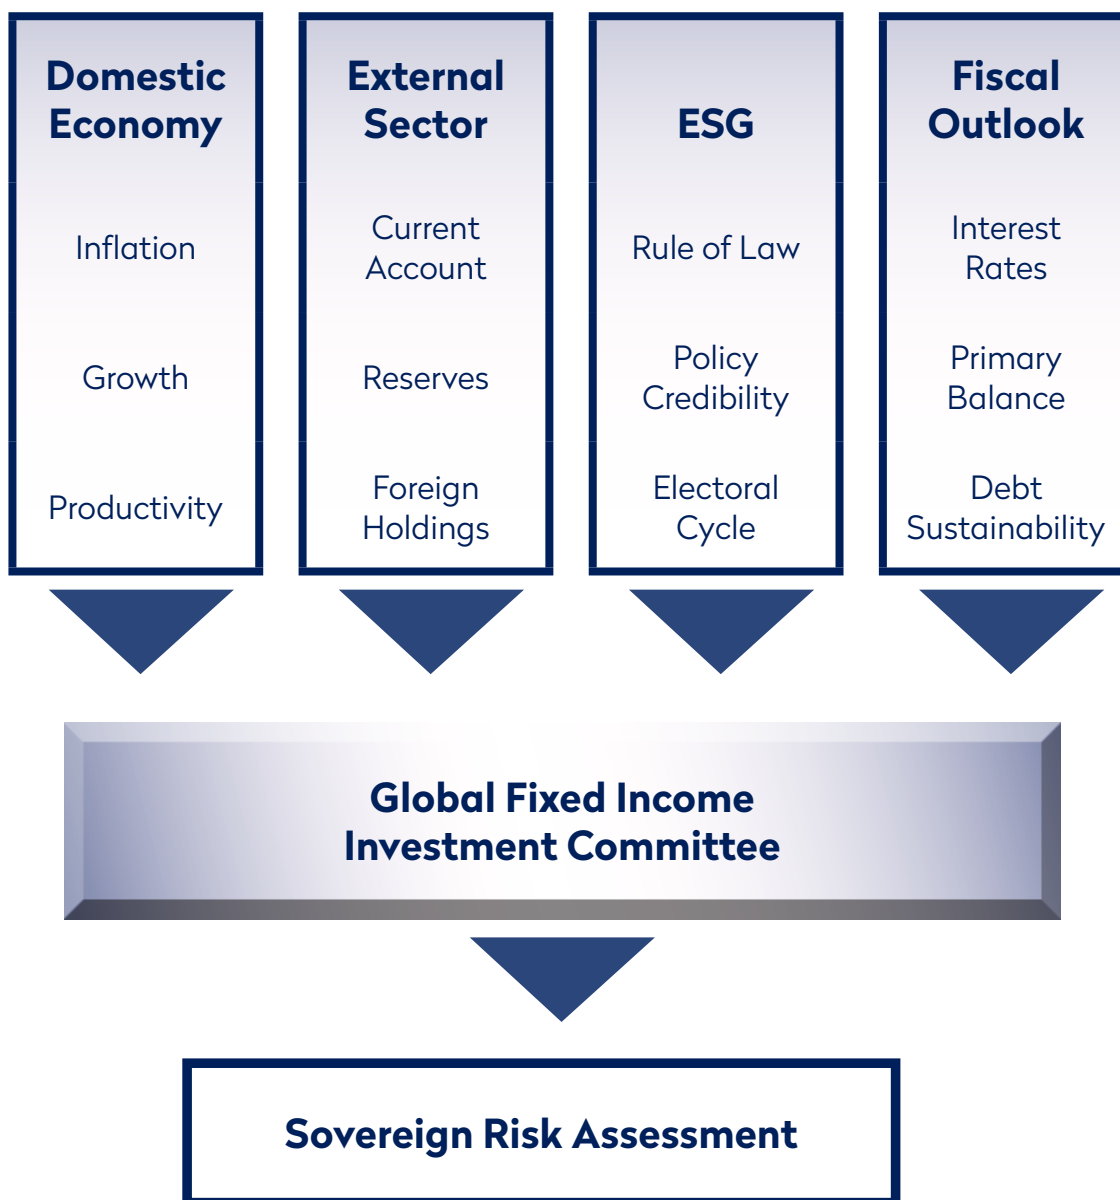 Domestic
Economy
Inflation
Growth
Productivity
External
Sector
Current
Account
Reserves
Foreign
Holdings
ESG
Rule of Law
Policy
Credibility
Electoral
Cycle
Fiscal
Outlook
Interest
Rates
Primary
Balance
Debt
Sustainability
Global Fixed Income
Investment Committee
Sovereign Risk Assessment